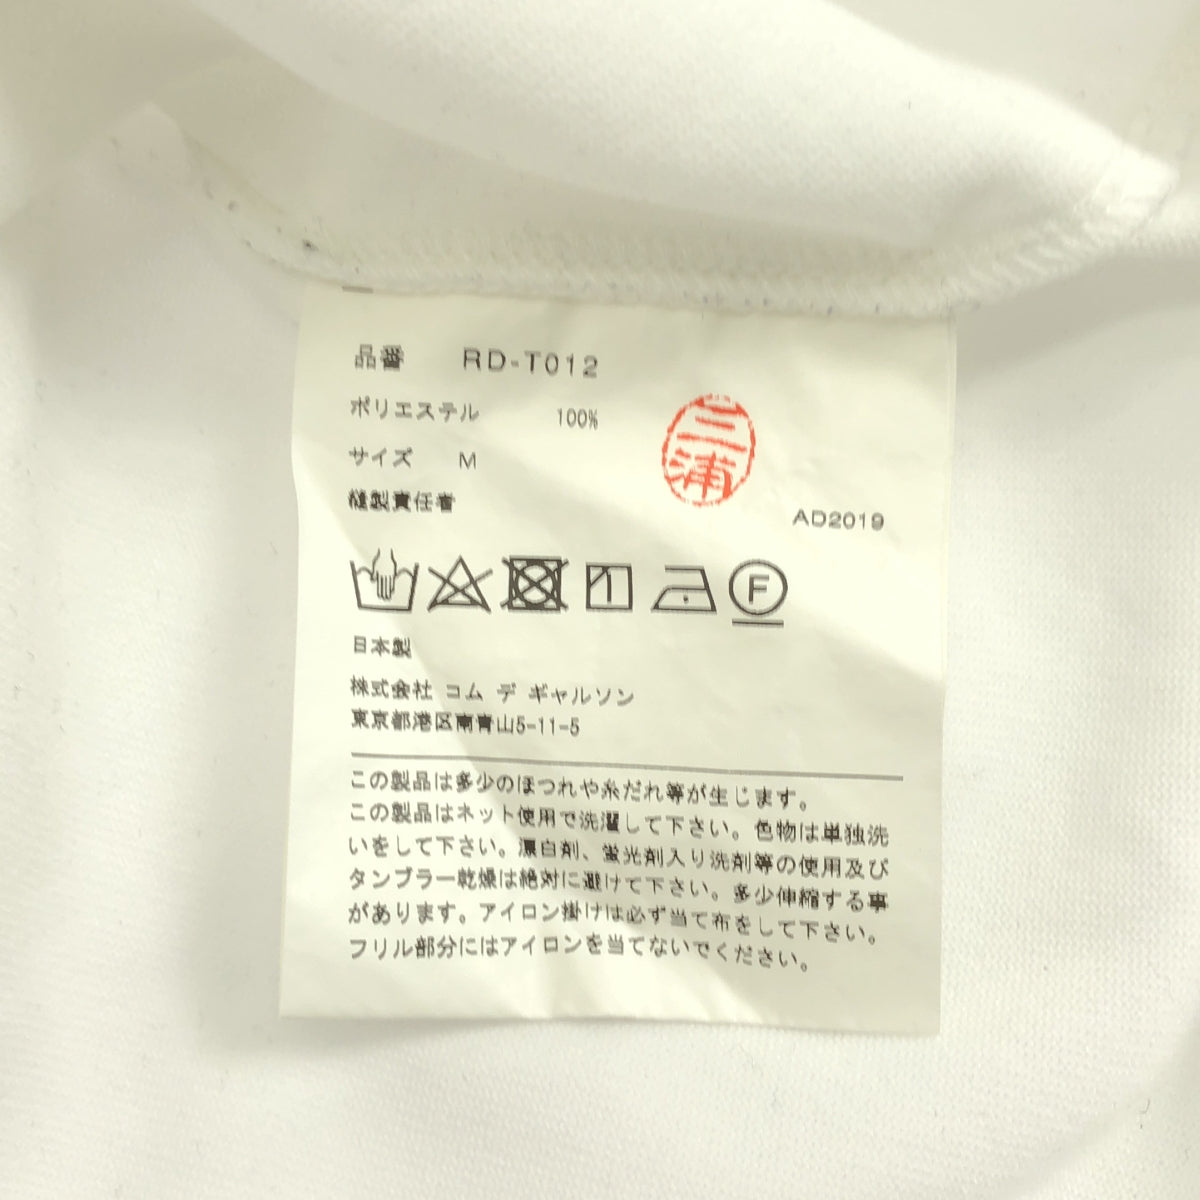 品番 RD-T012
ポリエステル 100%
サイズ M
縫製責任者
三浦
AD2019
F
日本製
株式会社 コム デ ギャルソン
東京都港区南青山5-11-5
この製品は多少のほつれや糸だれ等が生じます。
この製品はネット使用で洗濯して下さい。色物は単独洗
いをして下さい。漂白剤、蛍光剤入り洗剤等の使用及び
タンブラー乾燥は絶対に避けて下さい。多少伸縮する事
があります。アイロン掛けは必ず当て布をして下さい。
フリル部分にはアイロンを当てないでください。